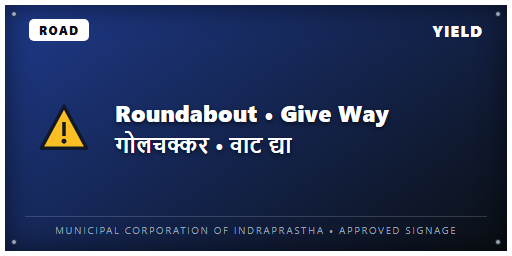 ROAD
YIELD
Roundabout • Give Way
गोलचक्कर • वाट द्या
MUNICIPAL CORPORATION OF INDRAPRASTHA • APPROVED SIGNAGE